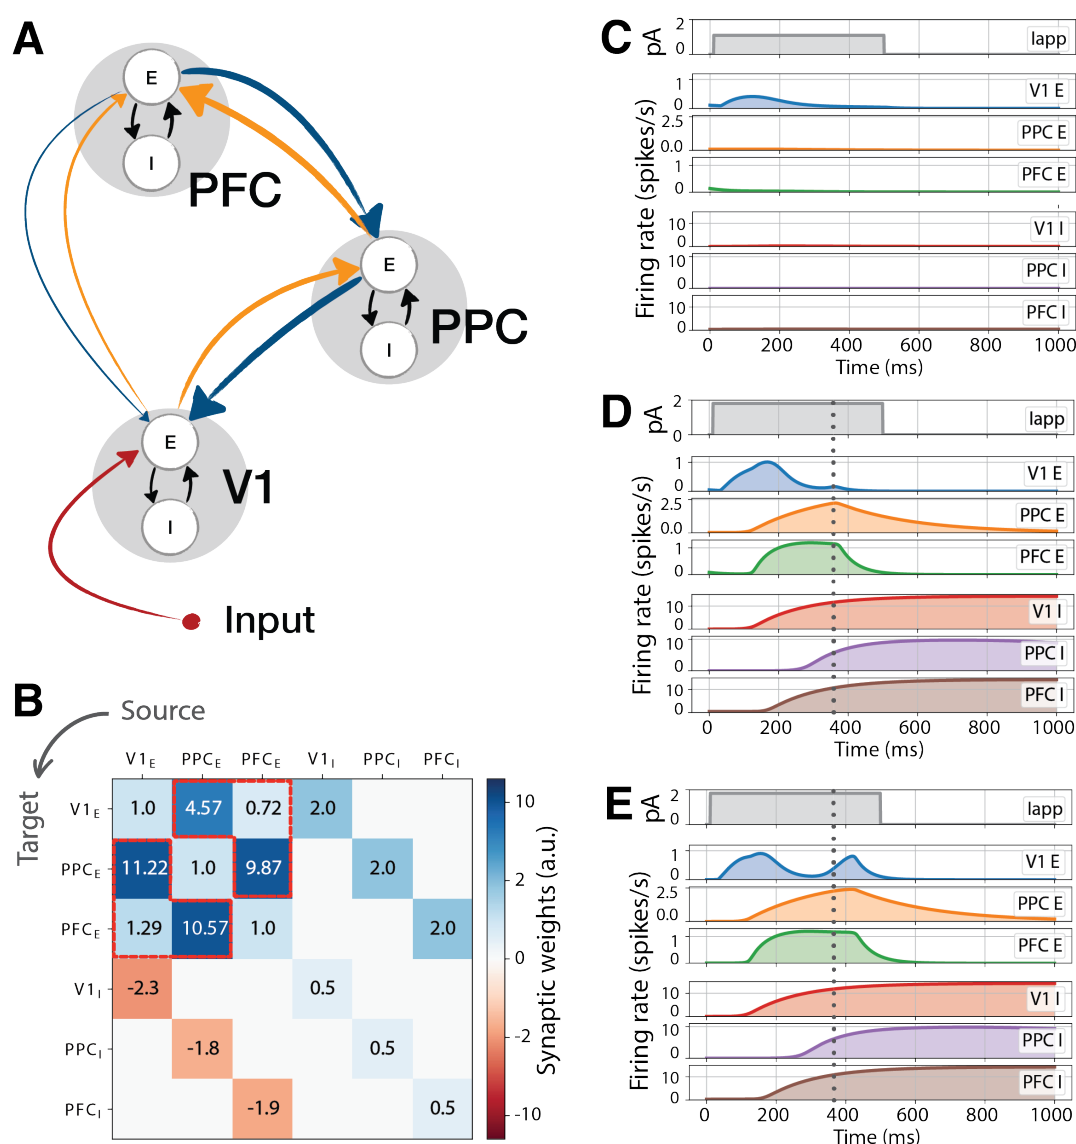 A
E
I
PFC
E
I
PPC
E
I
V1
Input
B
Source
Target
V1E PPCE PFCE V1I PPCI PFCI
V1E 1.0 4.57 0.72 2.0
PPCE 11.22 1.0 9.87 2.0
PFCE 1.29 10.57 1.0 2.0
V1I -2.3 0.5
PPCI -1.8 0.5
PFCI -1.9 0.5
10
2
0
-2
-10
Synaptic weights (a.u.)
C
pA
2
0
Iapp
Firing rate (spikes/s)
1
0
V1 E
2.5
0.0
PPC E
1
0
PFC E
10
0
V1 I
10
0
PPC I
10
0
PFC I
0 200 400 600 800 1000
Time (ms)
D
pA
2
0
Iapp
Firing rate (spikes/s)
1
0
V1 E
2.5
0.0
PPC E
1
0
PFC E
10
0
V1 I
10
0
PPC I
10
0
PFC I
0 200 400 600 800 1000
Time (ms)
E
pA
2
0
Iapp
Firing rate (spikes/s)
1
0
V1 E
2.5
0.0
PPC E
1
0
PFC E
10
0
V1 I
10
0
PPC I
10
0
PFC I
0 200 400 600 800 1000
Time (ms)